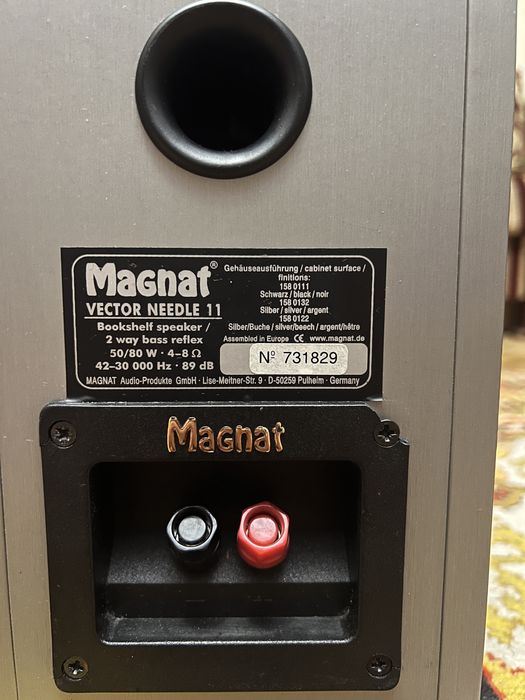 Magnat®
VECTOR NEEDLE 11
Bookshelf speaker /
2 way bass reflex
50/80 W · 4–8 Ω
42–30 000 Hz · 89 dB
Gehäuseausführung / cabinet surface /
finitions:
158 0111
Schwarz / black / noir
158 0132
Silber / silver / argent
158 0122
Silber/Buche / silver/beech / argent/hêtre
Assembled in Europe CE www.magnat.de
Nº 731829
MAGNAT Audio-Produkte GmbH · Lise-Meitner-Str. 9 · D-50259 Pulheim · Germany
Magnat